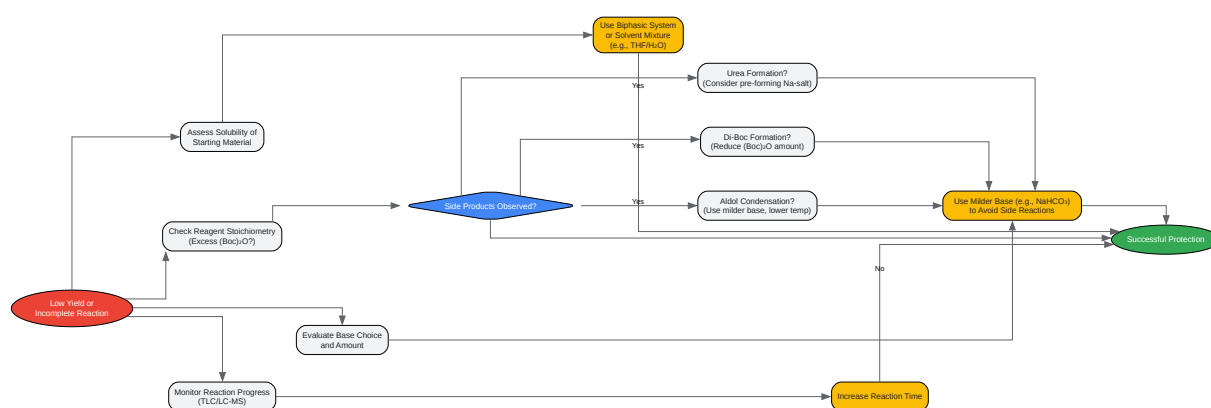 Use Biphasic System
or Solvent Mixture
(e.g., THF/H₂O)
Urea Formation?
(Consider pre-forming Na-salt)
Yes
Assess Solubility of
Starting Material
Di-Boc Formation?
(Reduce (Boc)₂O amount)
Yes
Side Products Observed?
Yes
Aldol Condensation?
(Use milder base, lower temp)
Use Milder Base (e.g., NaHCO₃)
to Avoid Side Reactions
Check Reagent Stoichiometry
(Excess (Boc)₂O?)
Successful Protection
No
Low Yield or
Incomplete Reaction
Evaluate Base Choice
and Amount
Monitor Reaction Progress
(TLC/LC-MS)
Increase Reaction Time